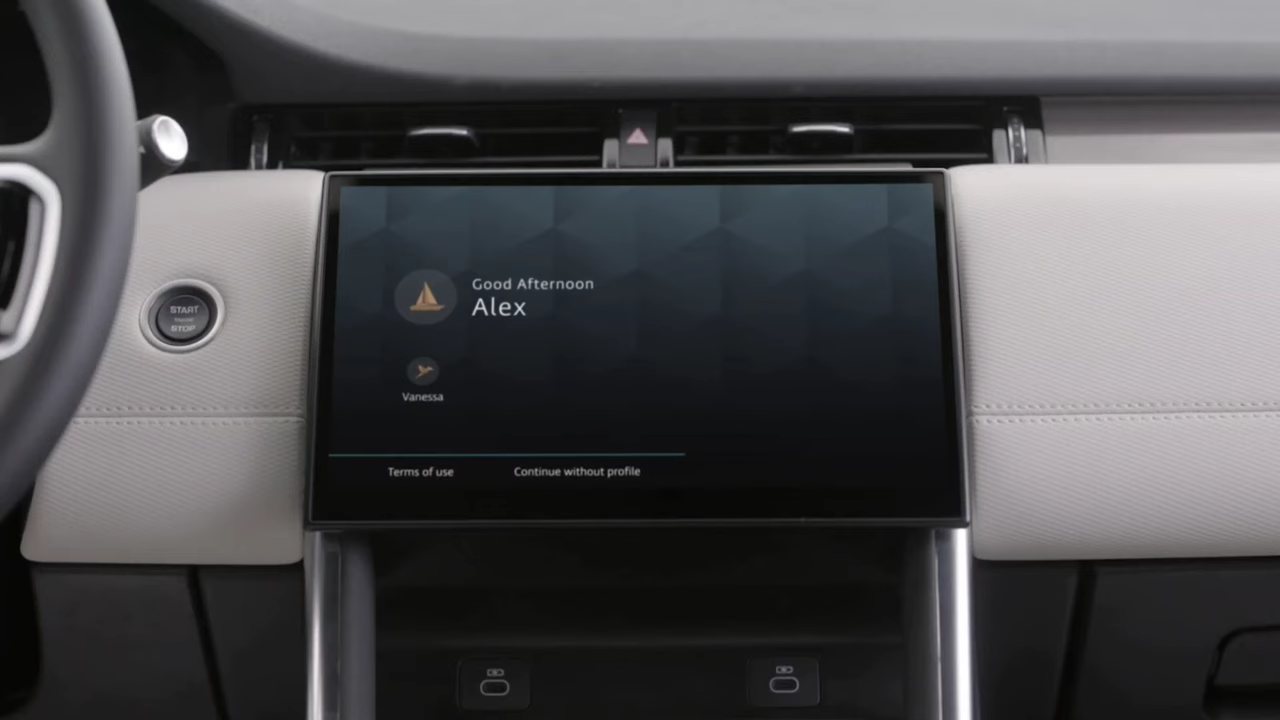 START
STOP
Good Afternoon
Alex
Vanessa
Terms of use
Continue without profile